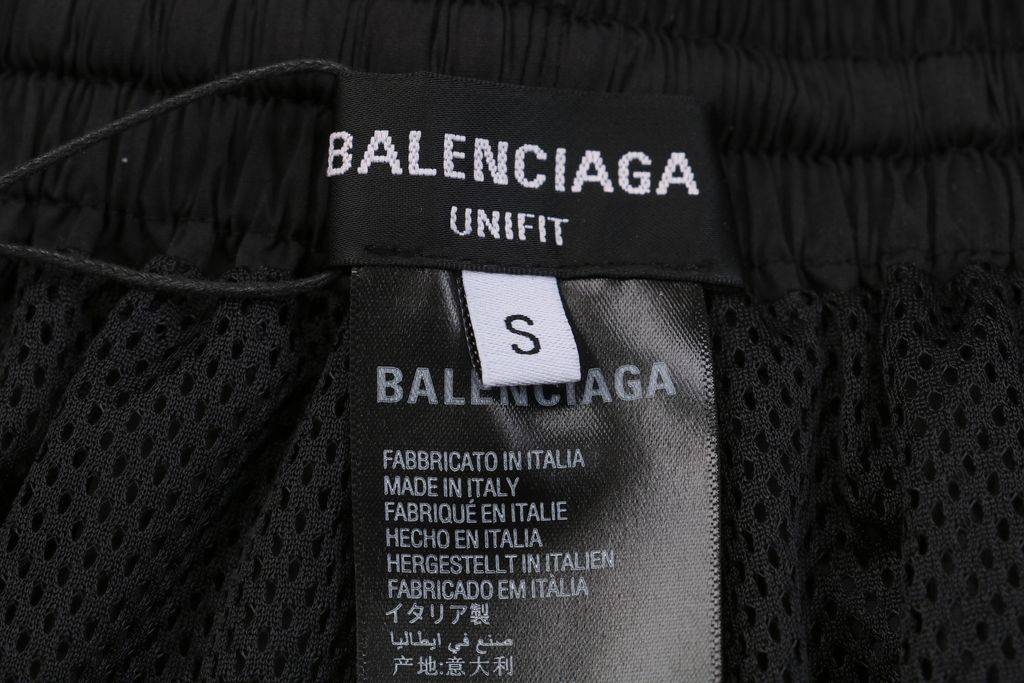 BALENCIAGA
UNIFIT
S
BALENCIAGA
FABBRICATO IN ITALIA
MADE IN ITALY
FABRIQUÉ EN ITALIE
HECHO EN ITALIA
HERGESTELLT IN ITALIEN
FABRICADO EM ITÀLIA
イタリア製
صنع في ايطاليا
产地:意大利